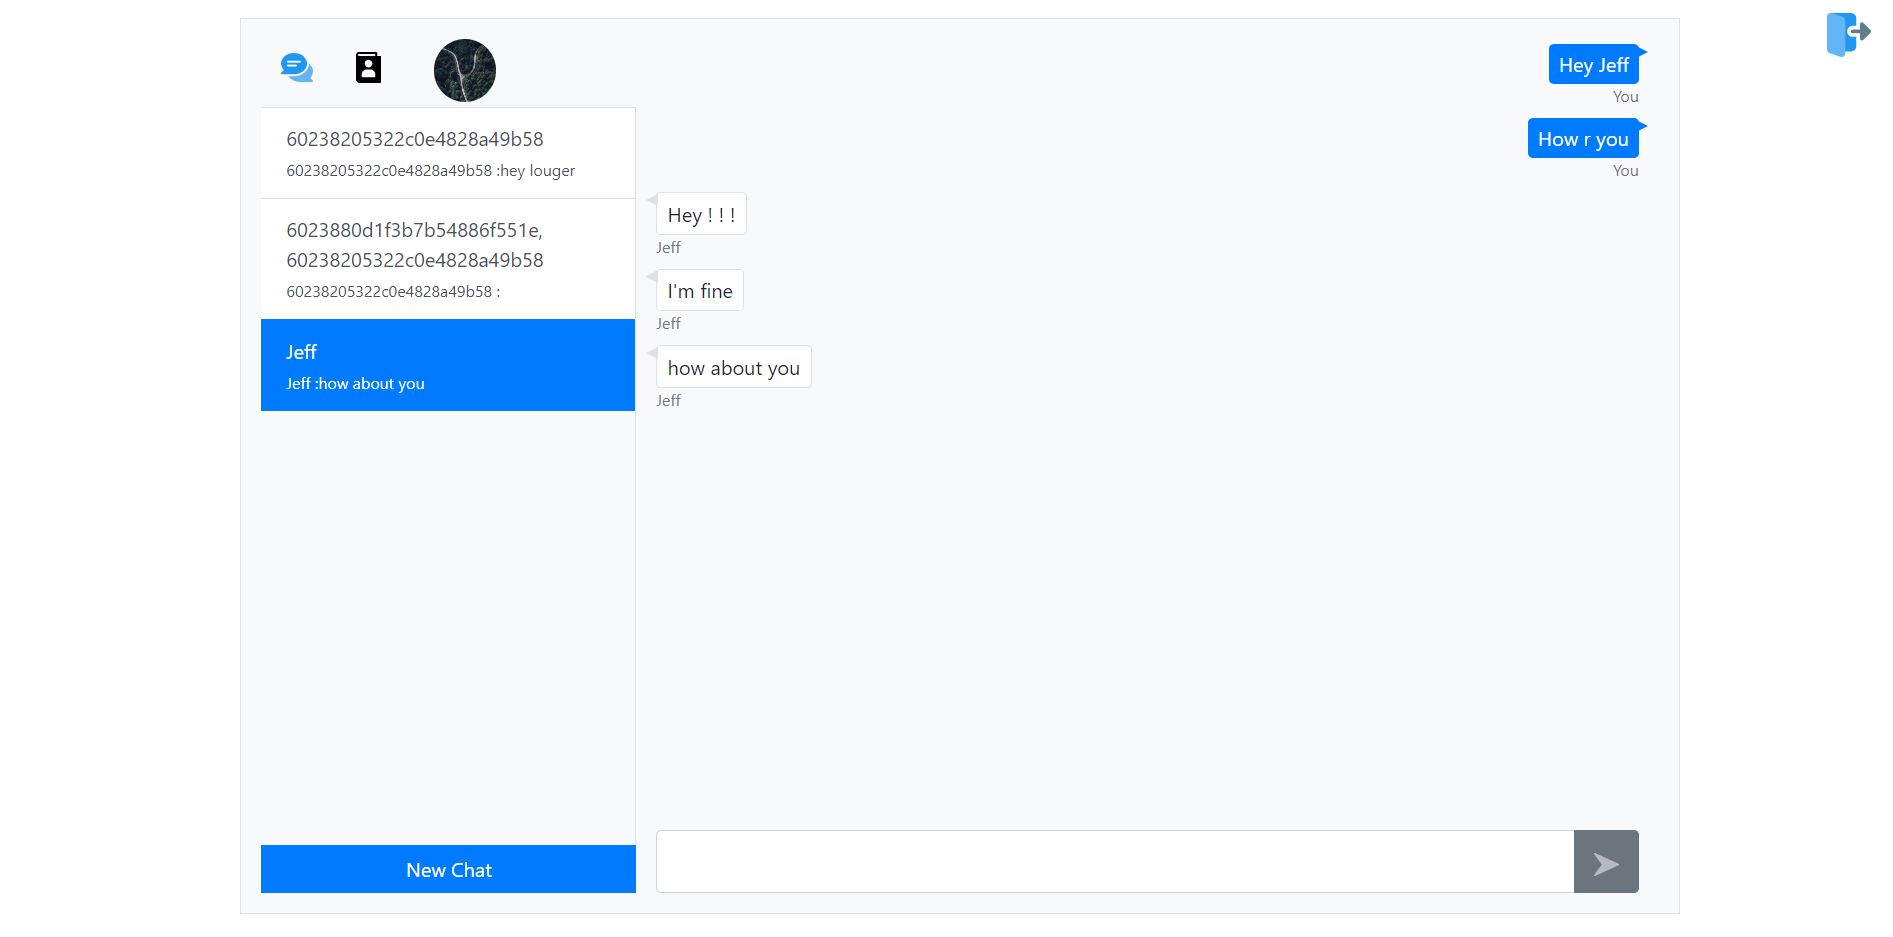 60238205322c0e4828a49b58
60238205322c0e4828a49b58 :hey louger
6023880d1f3b7b54886f551e,
60238205322c0e4828a49b58
60238205322c0e4828a49b58 :
Jeff
Jeff :how about you
New Chat
Hey Jeff
You
How r you
You
Hey ! ! !
Jeff
I'm fine
Jeff
how about you
Jeff